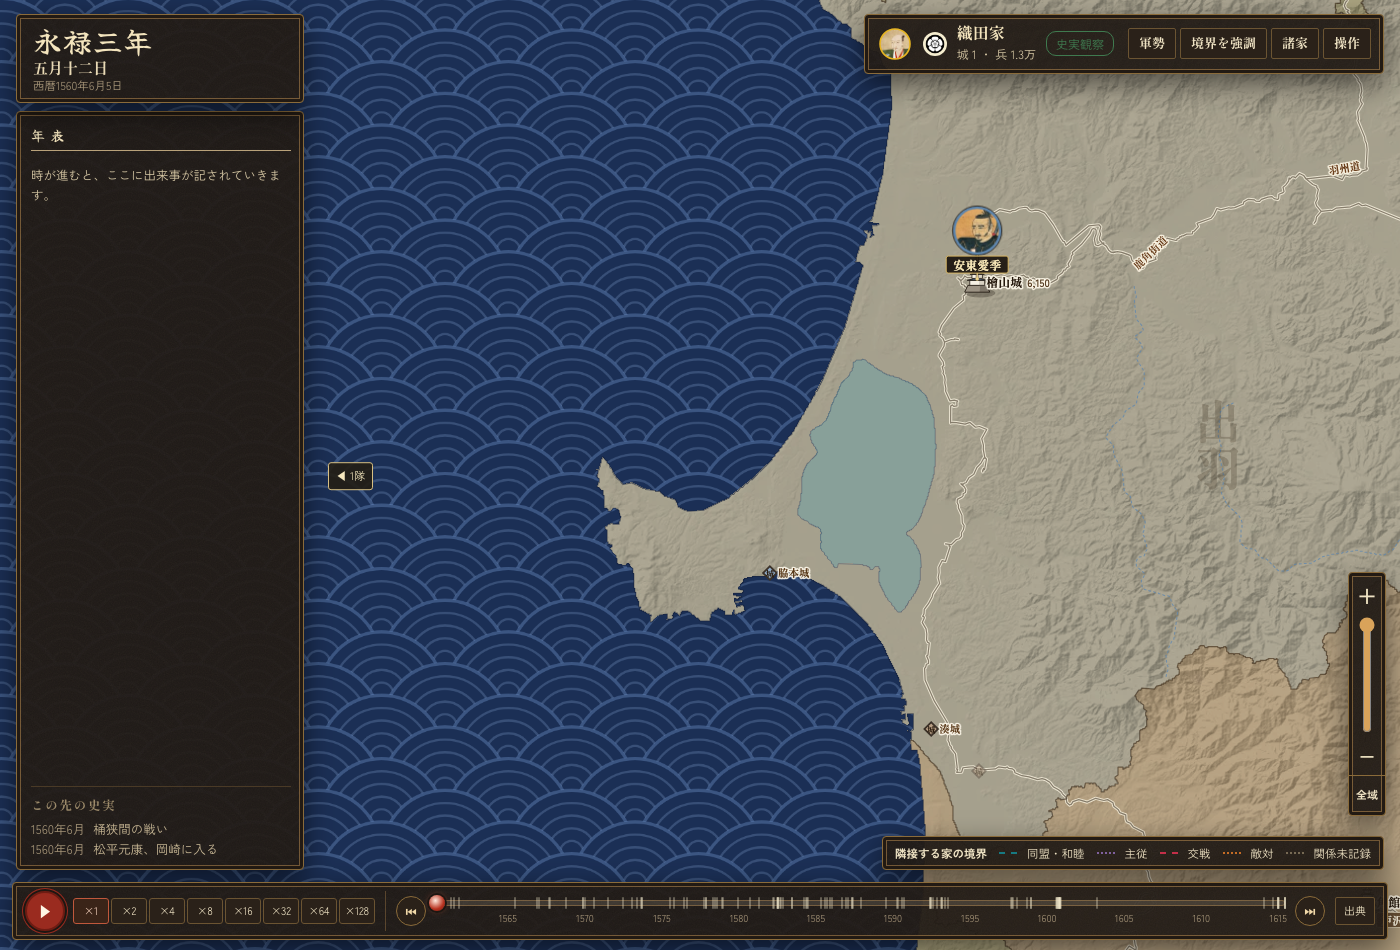 永禄三年
五月十二日
西暦1560年6月5日
年表
時が進むと、ここに出来事が記されていきま
す。
この先の史実
1560年6月 桶狭間の戦い
1560年6月 松平元康、岡崎に入る
織田家
城 1 ・ 兵 1.3万
史実観察
軍勢
境界を強調
諸家
操作
羽州道
鹿角街道
安東愛季
檜山城 6,150
出羽
◀ 1隊
脇本城
湊城
+
−
全域
隣接する家の境界
同盟・和睦
主従
交戦
敵対
関係未記録
×1
×2
×4
×8
×16
×32
×64
×128
1565
1570
1575
1580
1585
1590
1595
1600
1605
1610
1615
出典